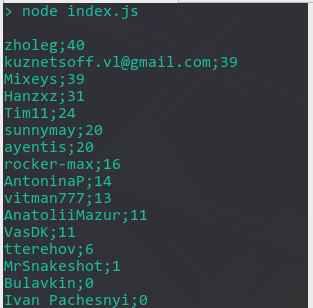 > node index.js
zholeg;40
kuznetsoff.vl@gmail.com;39
Mixeys;39
Hanzxz;31
Tim11;24
sunnymay;20
ayentis;20
rocker-max;16
AntoninaP;14
vitman777;13
AnatoliiMazur;11
VasDK;11
tterehov;6
MrSnakeshot;1
Bulavkin;0
Ivan Pachesnyi;0